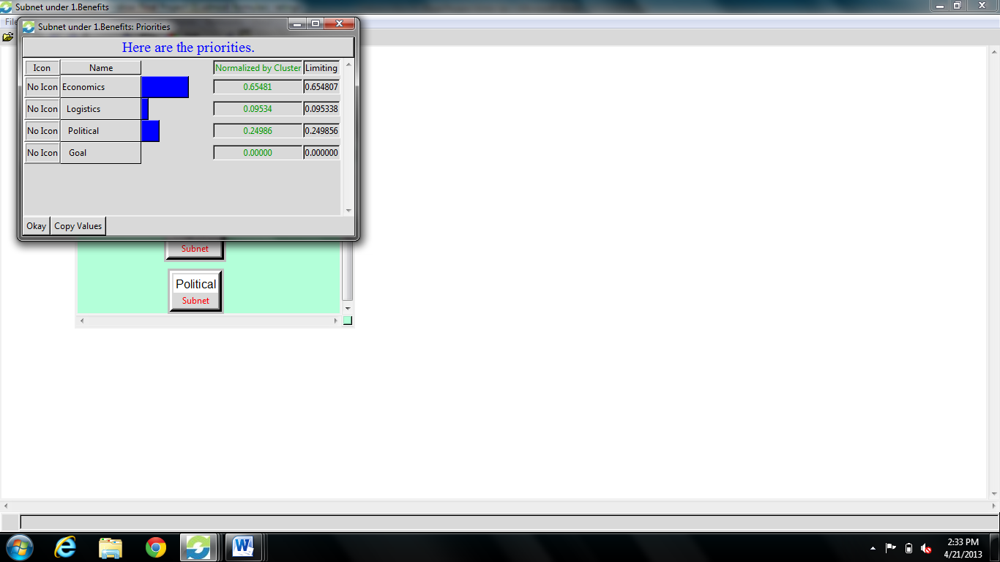 Subnet under 1.Benefits
File
Subnet under 1.Benefits: Priorities
Here are the priorities.
Icon Name Normalized by Cluster Limiting
No Icon Economics 0.65481 0.654807
No Icon Logistics 0.09534 0.095338
No Icon Political 0.24986 0.249856
No Icon Goal 0.00000 0.000000
Okay Copy Values
Subnet
Political
Subnet
2:33 PM
4/21/2013